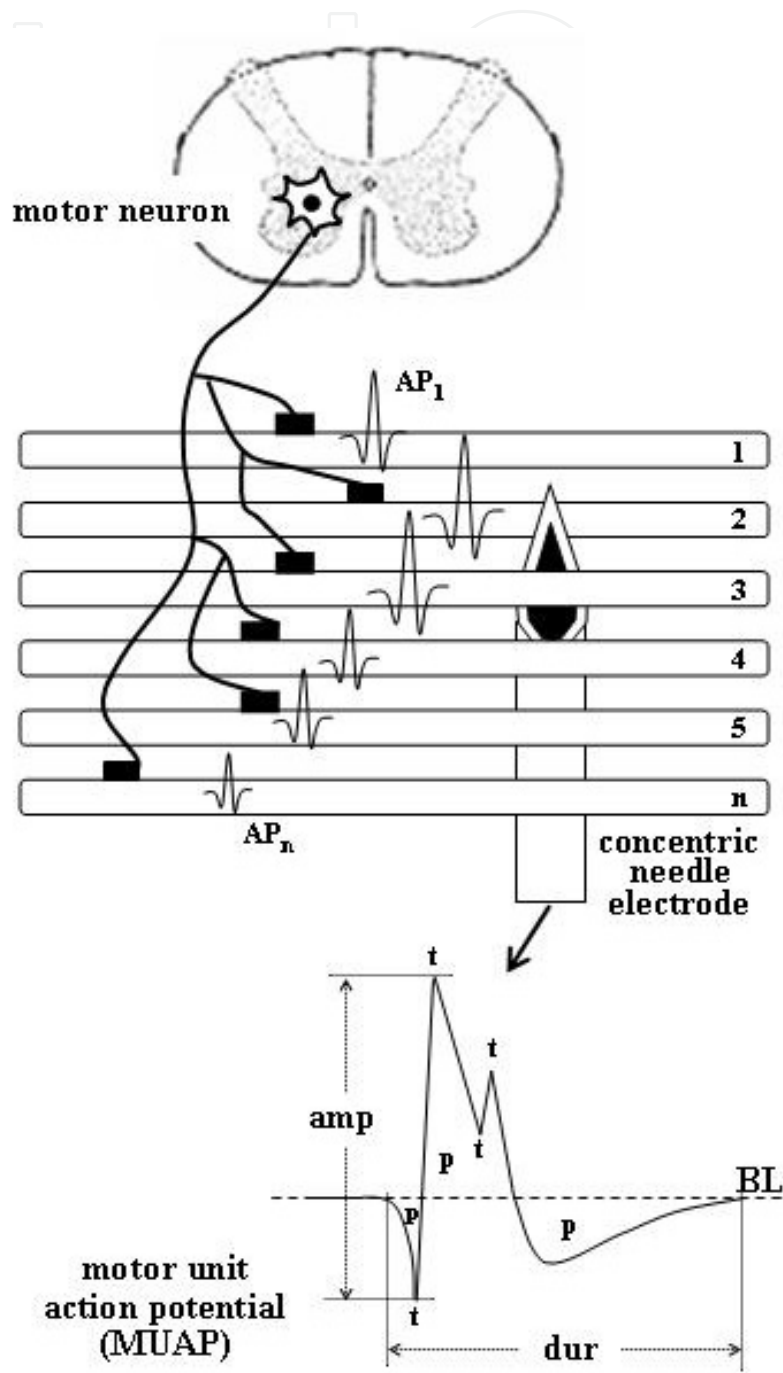 motor neuron
AP1
1
2
3
4
5
n
APn
concentric
needle
electrode
t
t
amp
t
p
BL
p
p
t
motor unit
action potential
(MUAP)
dur